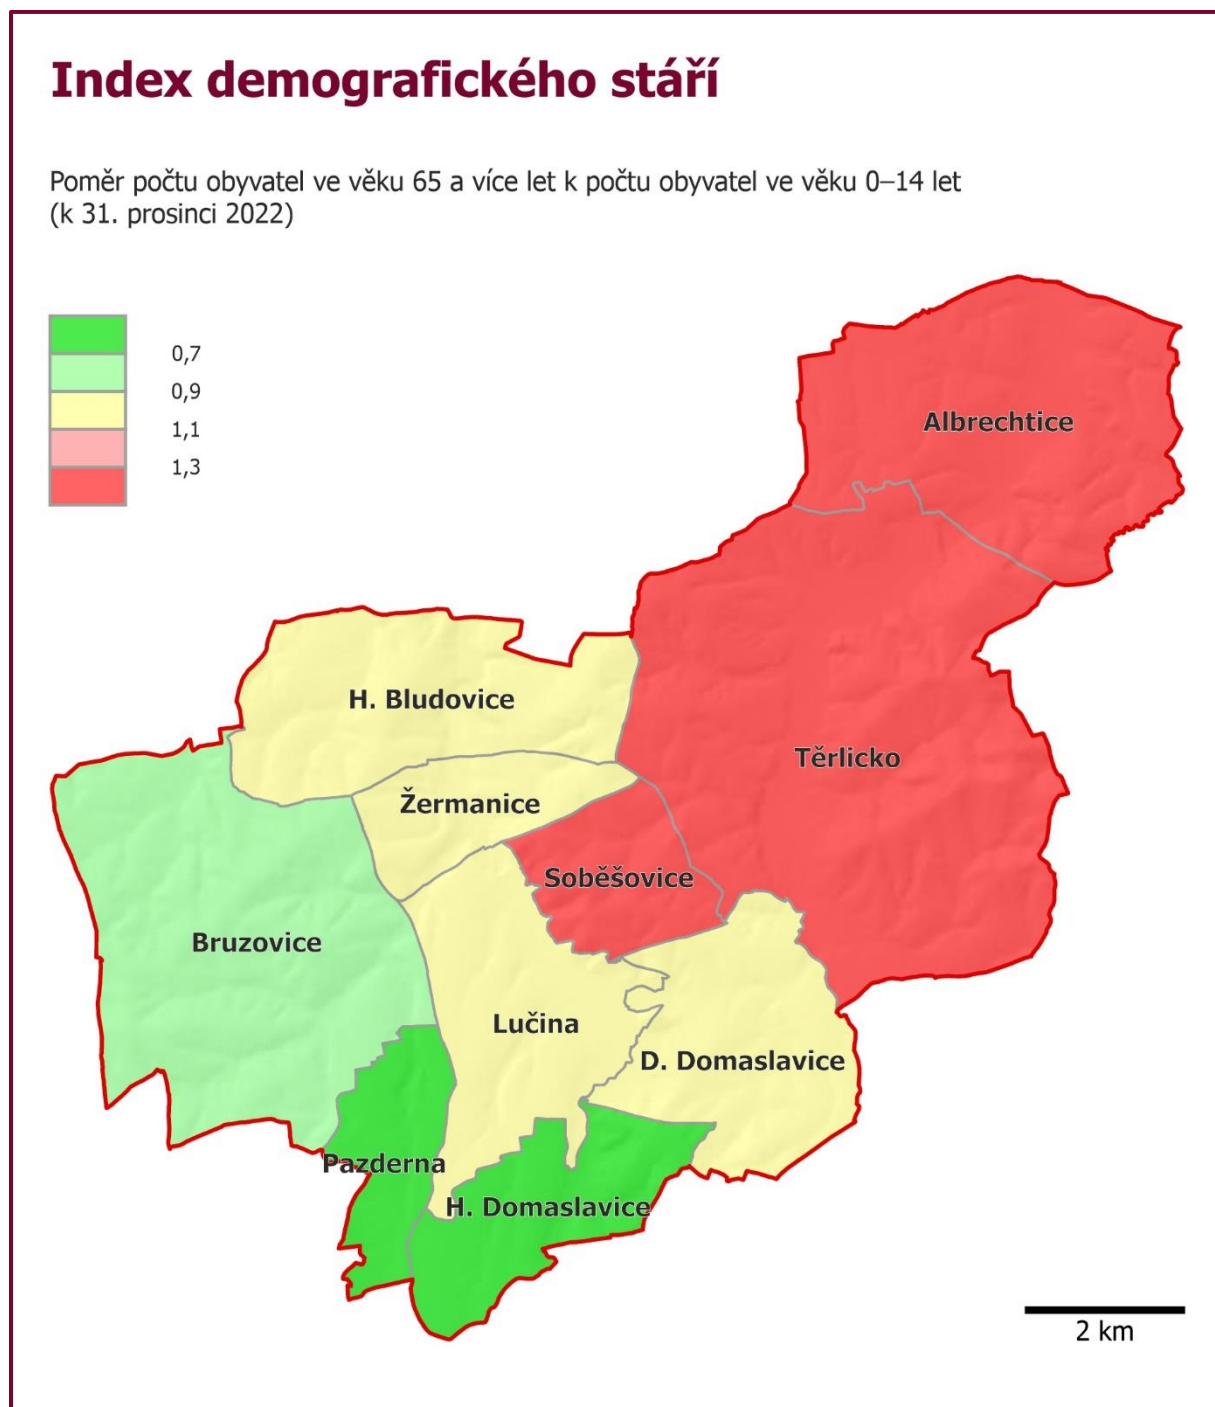 Index demografického stáří
Poměr počtu obyvatel ve věku 65 a více let k počtu obyvatel ve věku 0–14 let
(k 31. prosinci 2022)
0,7
0,9
1,1
1,3
Albrechtice
H. Bludovice
Těrlicko
Žermanice
Soběšovice
Bruzovice
Lučina
D. Domaslavice
Pazderna
H. Domaslavice
2 km